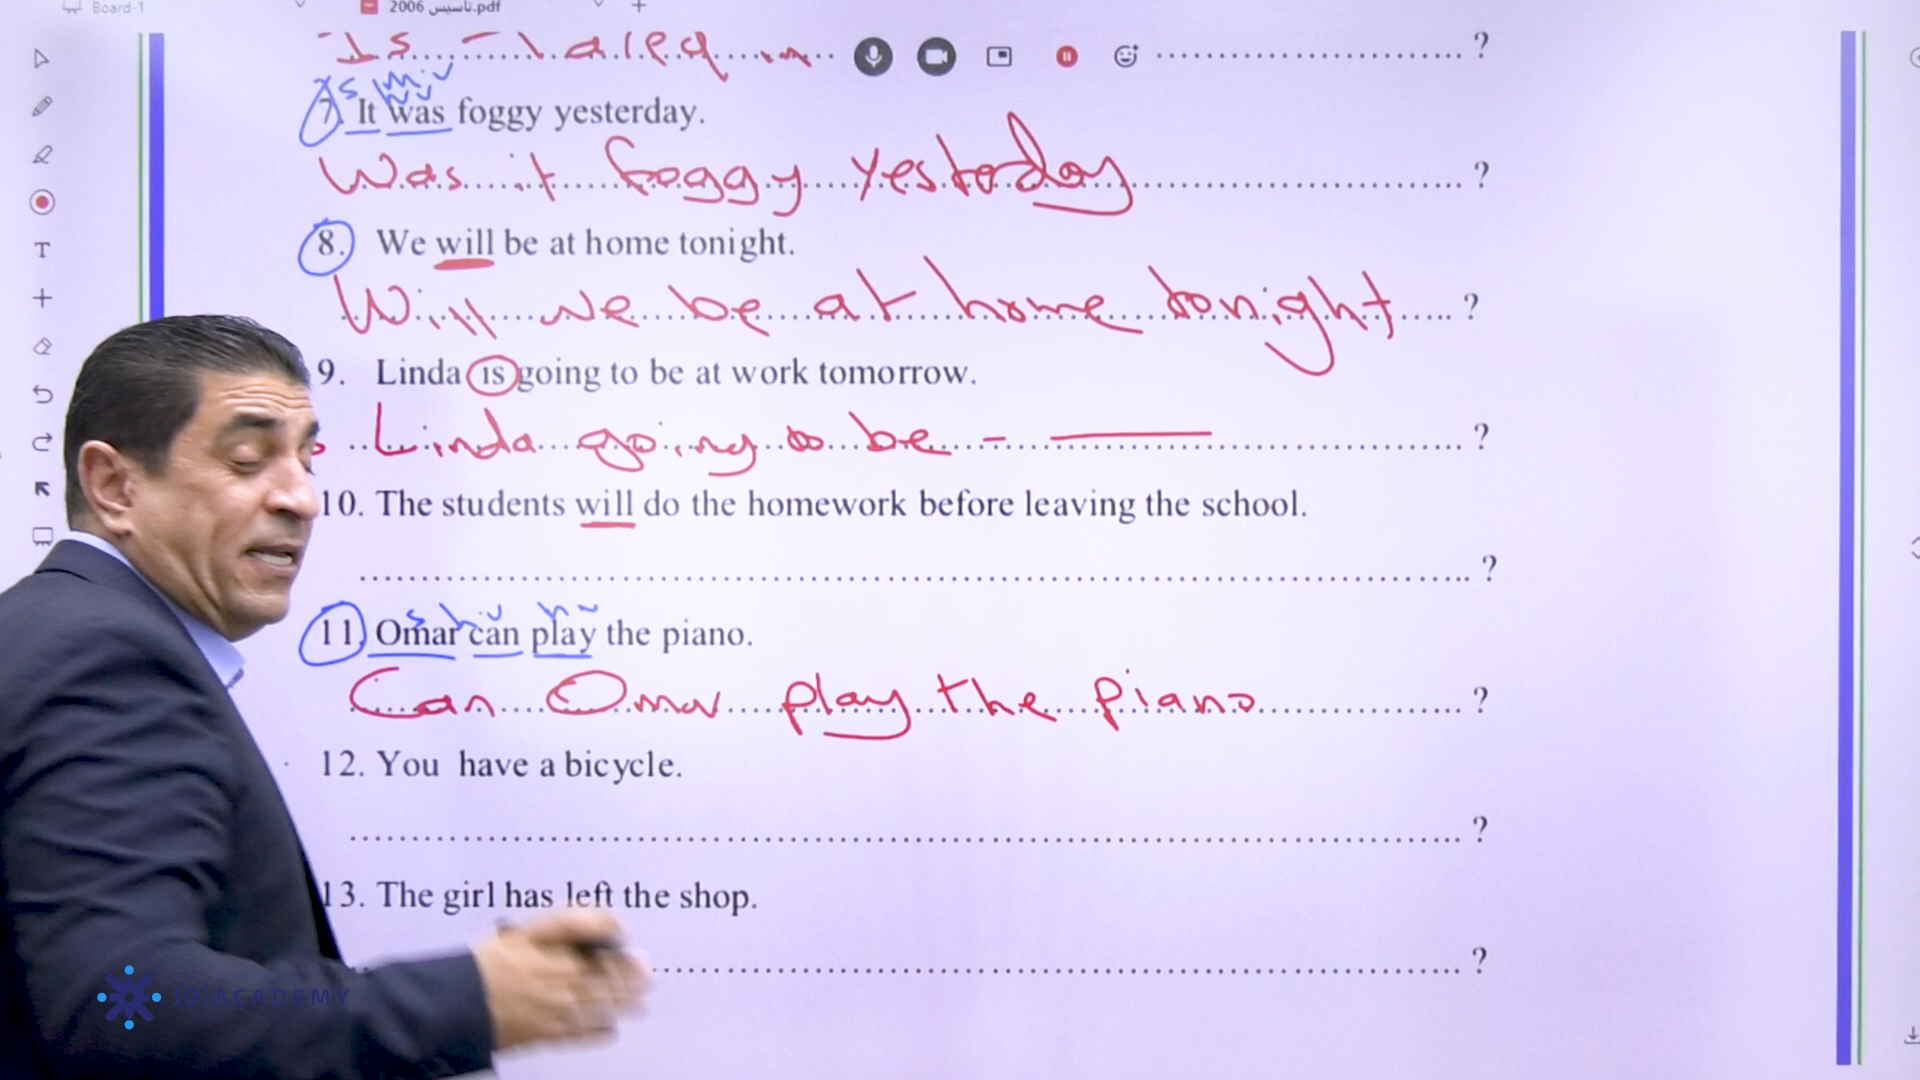 Board-1 2006 تاسيس.pdf
Is ?
s m v
h v
7. It was foggy yesterday.
Was it foggy yesterday ?
8. We will be at home tonight.
Will we be at home tonight ?
9. Linda is going to be at work tomorrow.
Linda going to be - ?
10. The students will do the homework before leaving the school.
?
s h v h v
11. Omar can play the piano.
Can Omar play the piano ?
12. You have a bicycle.
?
13. The girl has left the shop.
?
T
ACADEMY